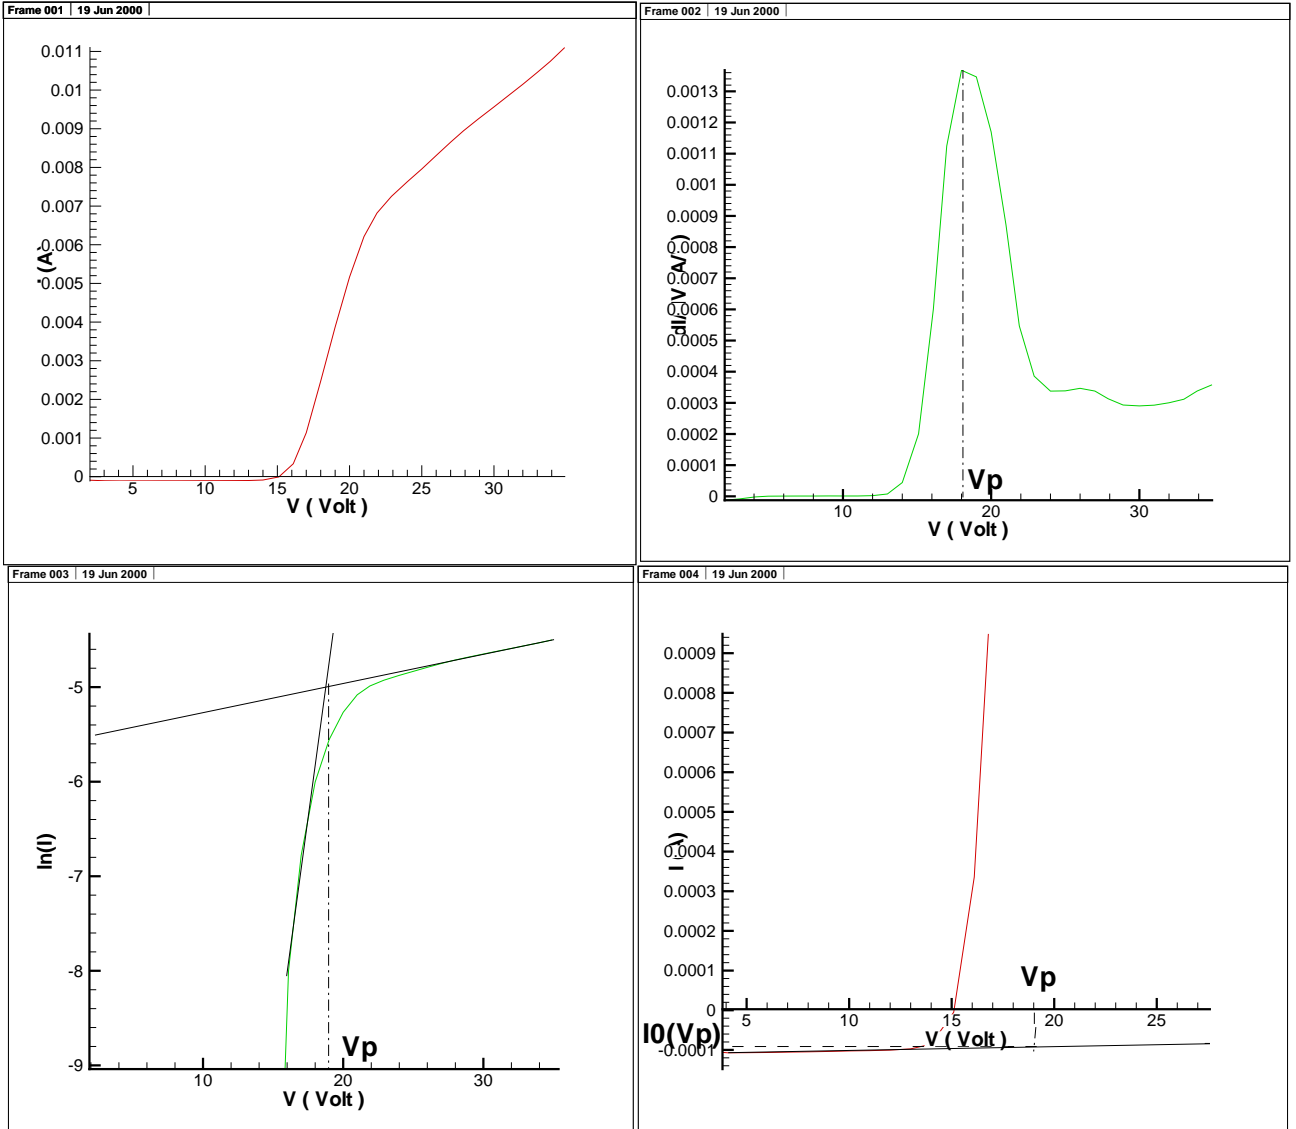 Frame 001 | 19 Jun 2000
0.011
0.01
0.009
0.008
0.007
0.006
0.005
0.004
0.003
0.002
0.001
0
(A)
5 10 15 20 25 30
V ( Volt )
Frame 002 | 19 Jun 2000
0.0013
0.0012
0.0011
0.001
0.0009
0.0008
0.0007
0.0006
0.0005
0.0004
0.0003
0.0002
0.0001
0
Vp
10 20 30
V ( Volt )
Frame 003 | 19 Jun 2000
-5
-6
-7
-8
-9
ln(I)
Vp
10 20 30
V ( Volt )
Frame 004 | 19 Jun 2000
0.0009
0.0008
0.0007
0.0006
0.0005
0.0004
0.0003
0.0002
0.0001
0
-0.0001
I (A)
Vp
I0(Vp)
5 10 15 20 25
V ( Volt )